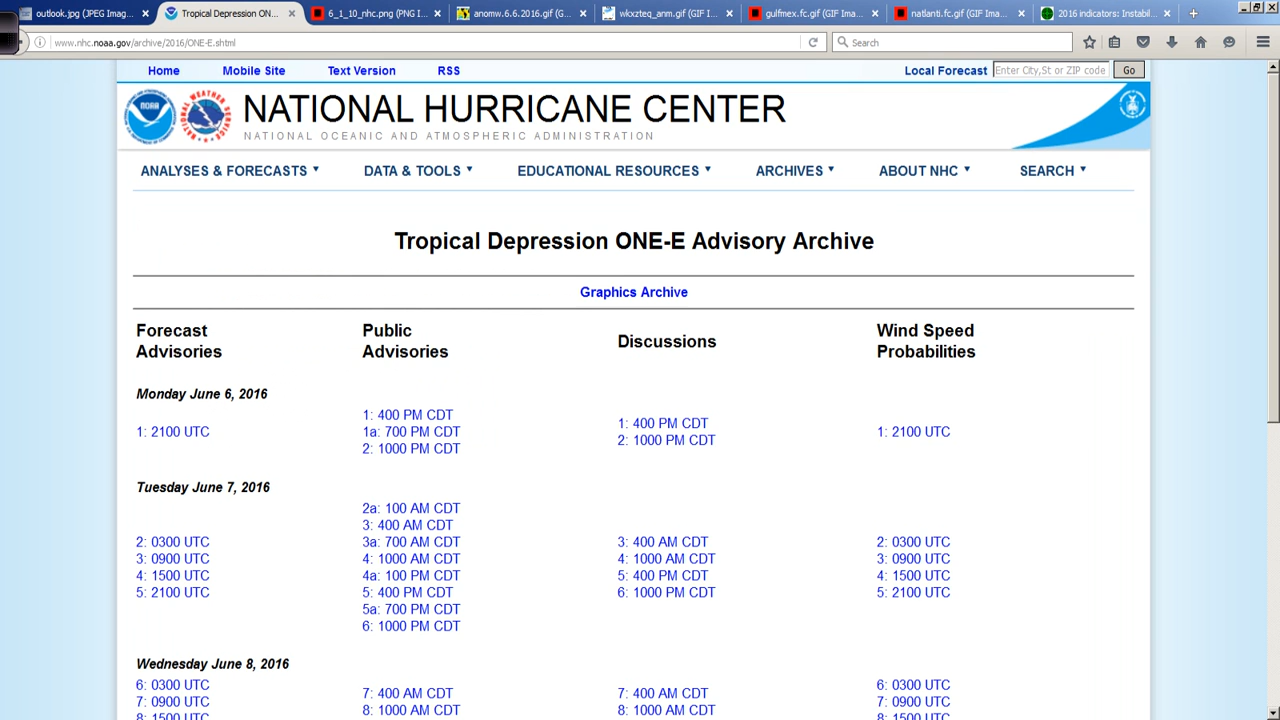 outlook.jpg (JPEG Imag...
Tropical Depression ON...
6_1_10_nhc.png (PNG I...
anomw.6.6.2016.gif (G...
wkxzteq_anm.gif (GIF I...
gulfmex.fc.gif (GIF Ima...
natlanti.fc.gif (GIF Ima...
2016 indicators: Instabil...
www.nhc.noaa.gov/archive/2016/ONE-E.shtml
Search
Home Mobile Site Text Version RSS Local Forecast Enter City,St or ZIP code Go
NATIONAL HURRICANE CENTER
NATIONAL OCEANIC AND ATMOSPHERIC ADMINISTRATION
ANALYSES & FORECASTS DATA & TOOLS EDUCATIONAL RESOURCES ARCHIVES ABOUT NHC SEARCH
Tropical Depression ONE-E Advisory Archive
Graphics Archive
Forecast Advisories
Public Advisories
Discussions
Wind Speed Probabilities
Monday June 6, 2016
1: 2100 UTC
1: 400 PM CDT
1a: 700 PM CDT
2: 1000 PM CDT
1: 400 PM CDT
2: 1000 PM CDT
1: 2100 UTC
Tuesday June 7, 2016
2: 0300 UTC
3: 0900 UTC
4: 1500 UTC
5: 2100 UTC
2a: 100 AM CDT
3: 400 AM CDT
3a: 700 AM CDT
4: 1000 AM CDT
4a: 100 PM CDT
5: 400 PM CDT
5a: 700 PM CDT
6: 1000 PM CDT
3: 400 AM CDT
4: 1000 AM CDT
5: 400 PM CDT
6: 1000 PM CDT
2: 0300 UTC
3: 0900 UTC
4: 1500 UTC
5: 2100 UTC
Wednesday June 8, 2016
6: 0300 UTC
7: 0900 UTC
8: 1500 UTC
7: 400 AM CDT
8: 1000 AM CDT
7: 400 AM CDT
8: 1000 AM CDT
6: 0300 UTC
7: 0900 UTC
8: 1500 UTC